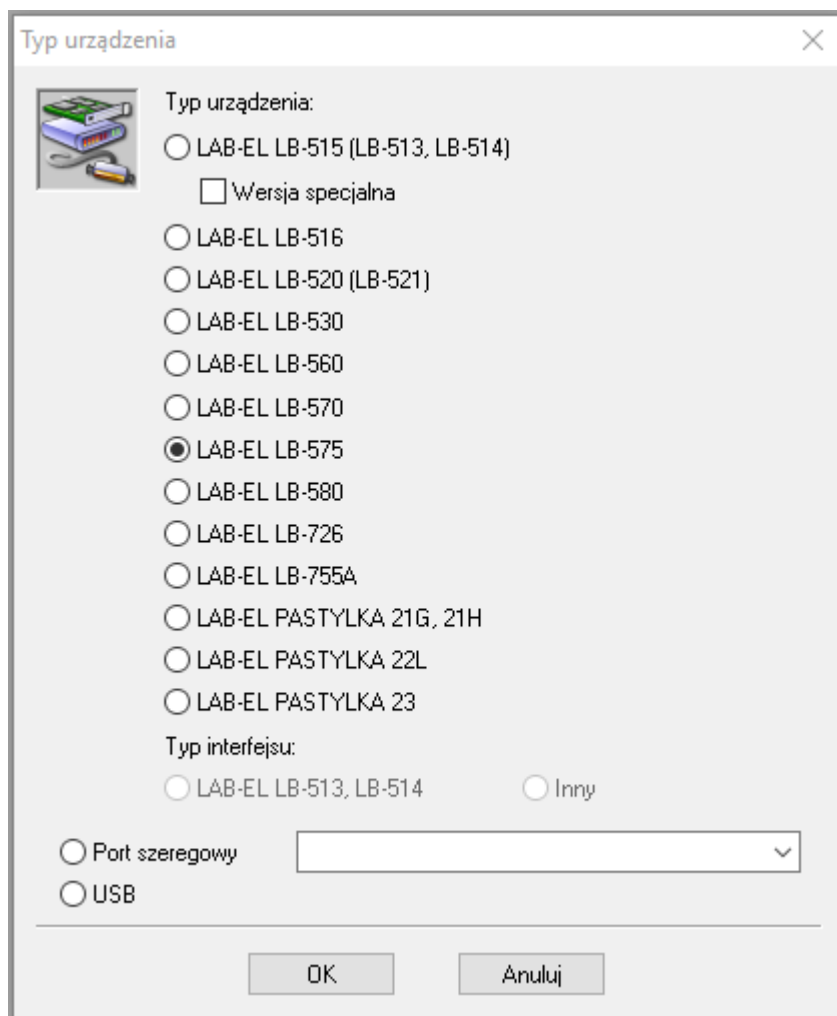 Typ urządzenia
Typ urządzenia:
LAB-EL LB-515 (LB-513, LB-514)
Wersja specjalna
LAB-EL LB-516
LAB-EL LB-520 (LB-521)
LAB-EL LB-530
LAB-EL LB-560
LAB-EL LB-570
LAB-EL LB-575
LAB-EL LB-580
LAB-EL LB-726
LAB-EL LB-755A
LAB-EL PASTYLKA 21G, 21H
LAB-EL PASTYLKA 22L
LAB-EL PASTYLKA 23
Typ interfejsu:
LAB-EL LB-513, LB-514 Inny
Port szeregowy
USB
OK Anuluj